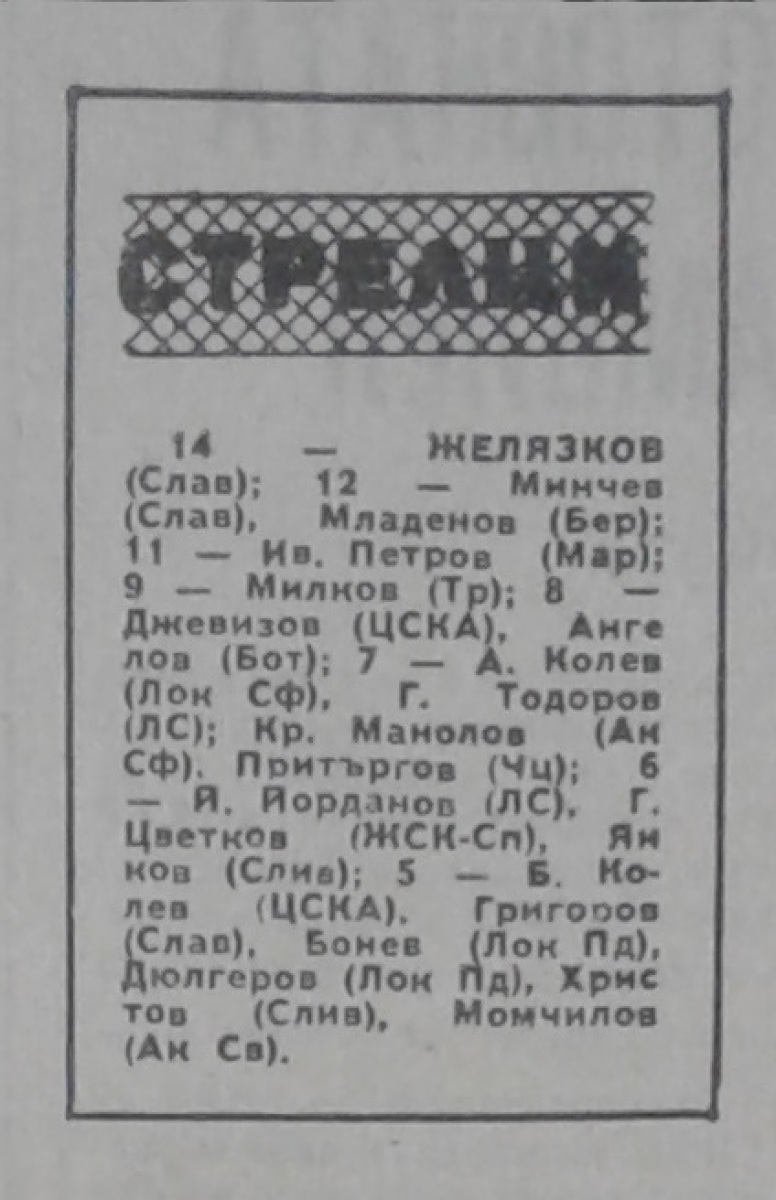 СТРЕЛЦИ
14 — ЖЕЛЯЗКОВ
(Слав); 12 — Минчев
(Слав), Младенов (Бер);
11 — Ив. Петров (Мар);
9 — Милков (Тр); 8 —
Джевизов (ЦСКА), Анге
лов (Бот); 7 — А. Колев
(Лок Сф), Г. Тодоров
(ЛС); Кр. Манолов (Ак
Сф), Притъргов (Чц); 6
— Й. Йорданов (ЛС), Г.
Цветков (ЖСК-Сп), Ян
ков (Слив); 5 — Б. Ко-
лев (ЦСКА), Григоров
(Слав), Бонев (Лок Пд),
Дюлгеров (Лок Пд), Хрис
тов (Слив), Момчилов
(Ак Св).